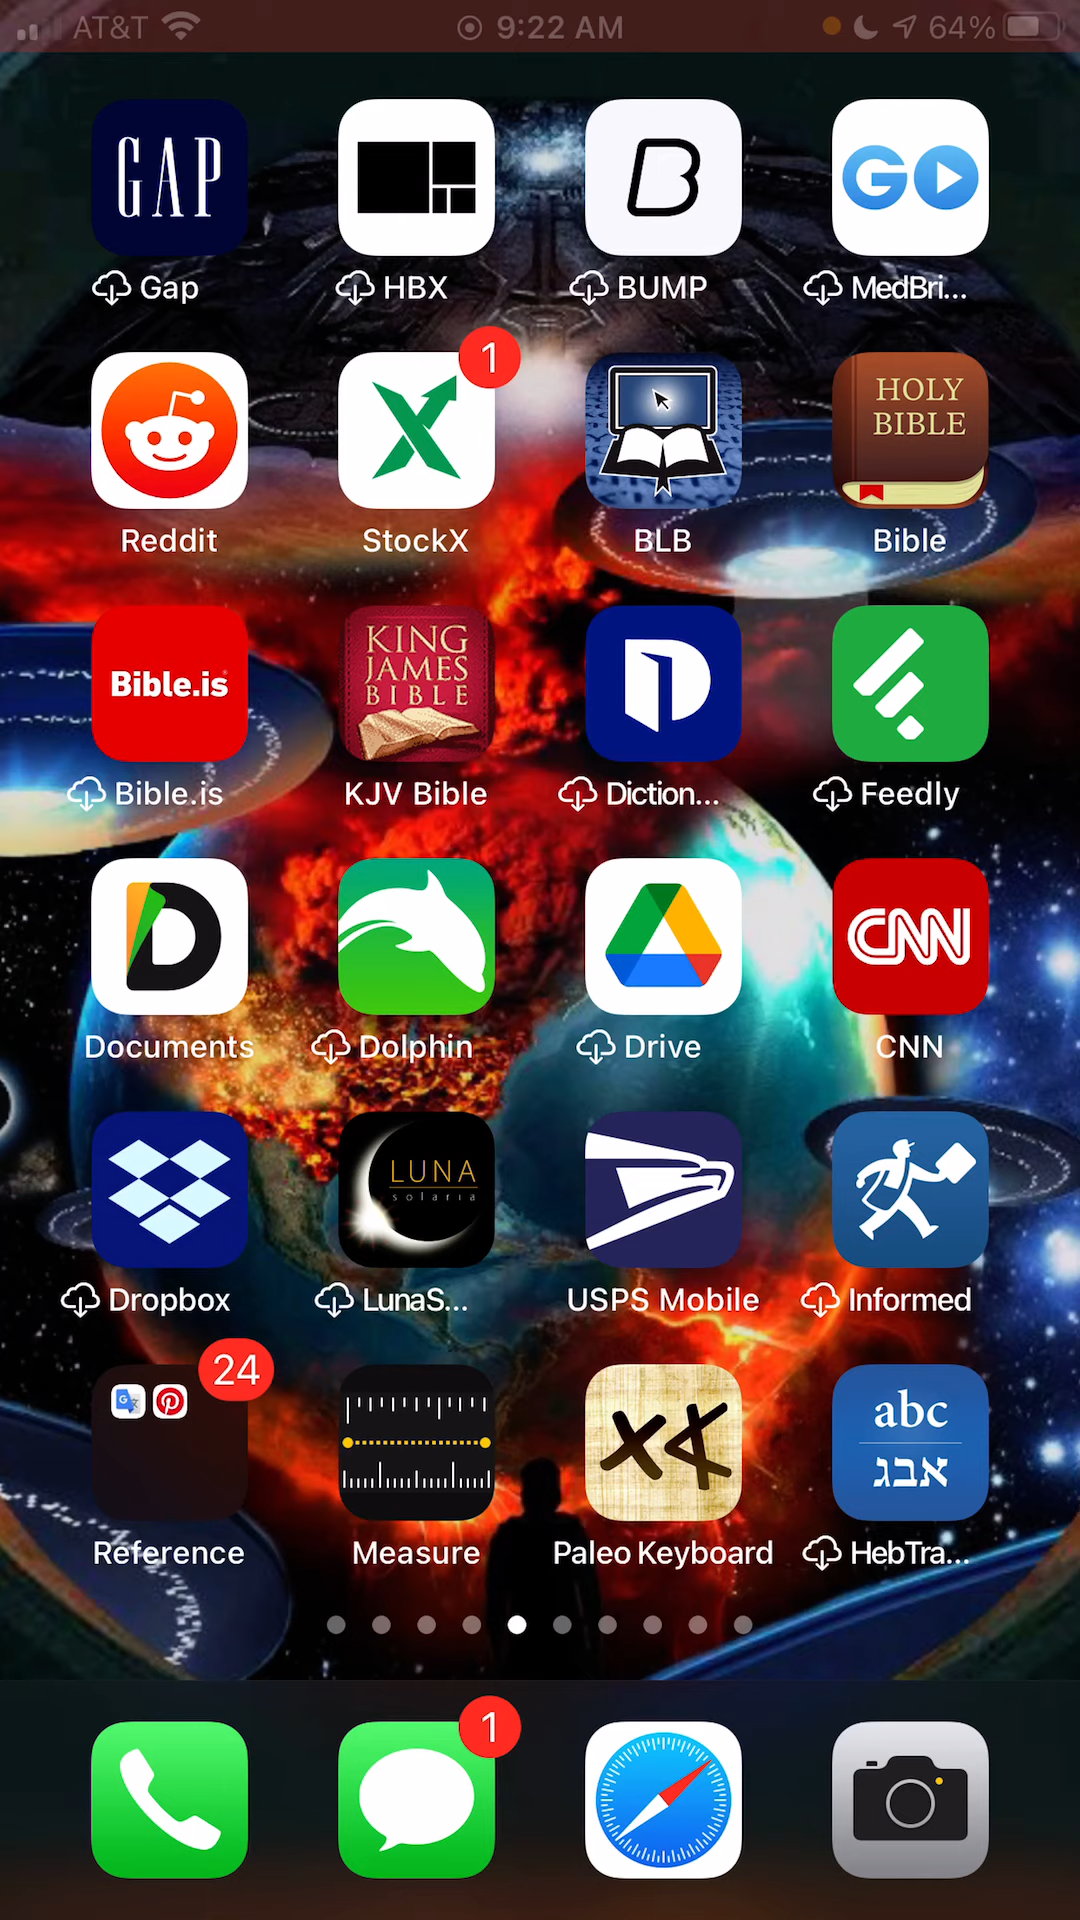 AT&T 9:22 AM 64%
GAP
Gap HBX BUMP MedBri...
GO
1
HOLY
BIBLE
Reddit StockX BLB Bible
Bible.is
KING
JAMES
BIBLE
Bible.is KJV Bible Diction... Feedly
CNN
Documents Dolphin Drive CNN
LUNA
solaria
Dropbox LunaS... USPS Mobile Informed
24
abc
אבג
Reference Measure Paleo Keyboard HebTra...
1